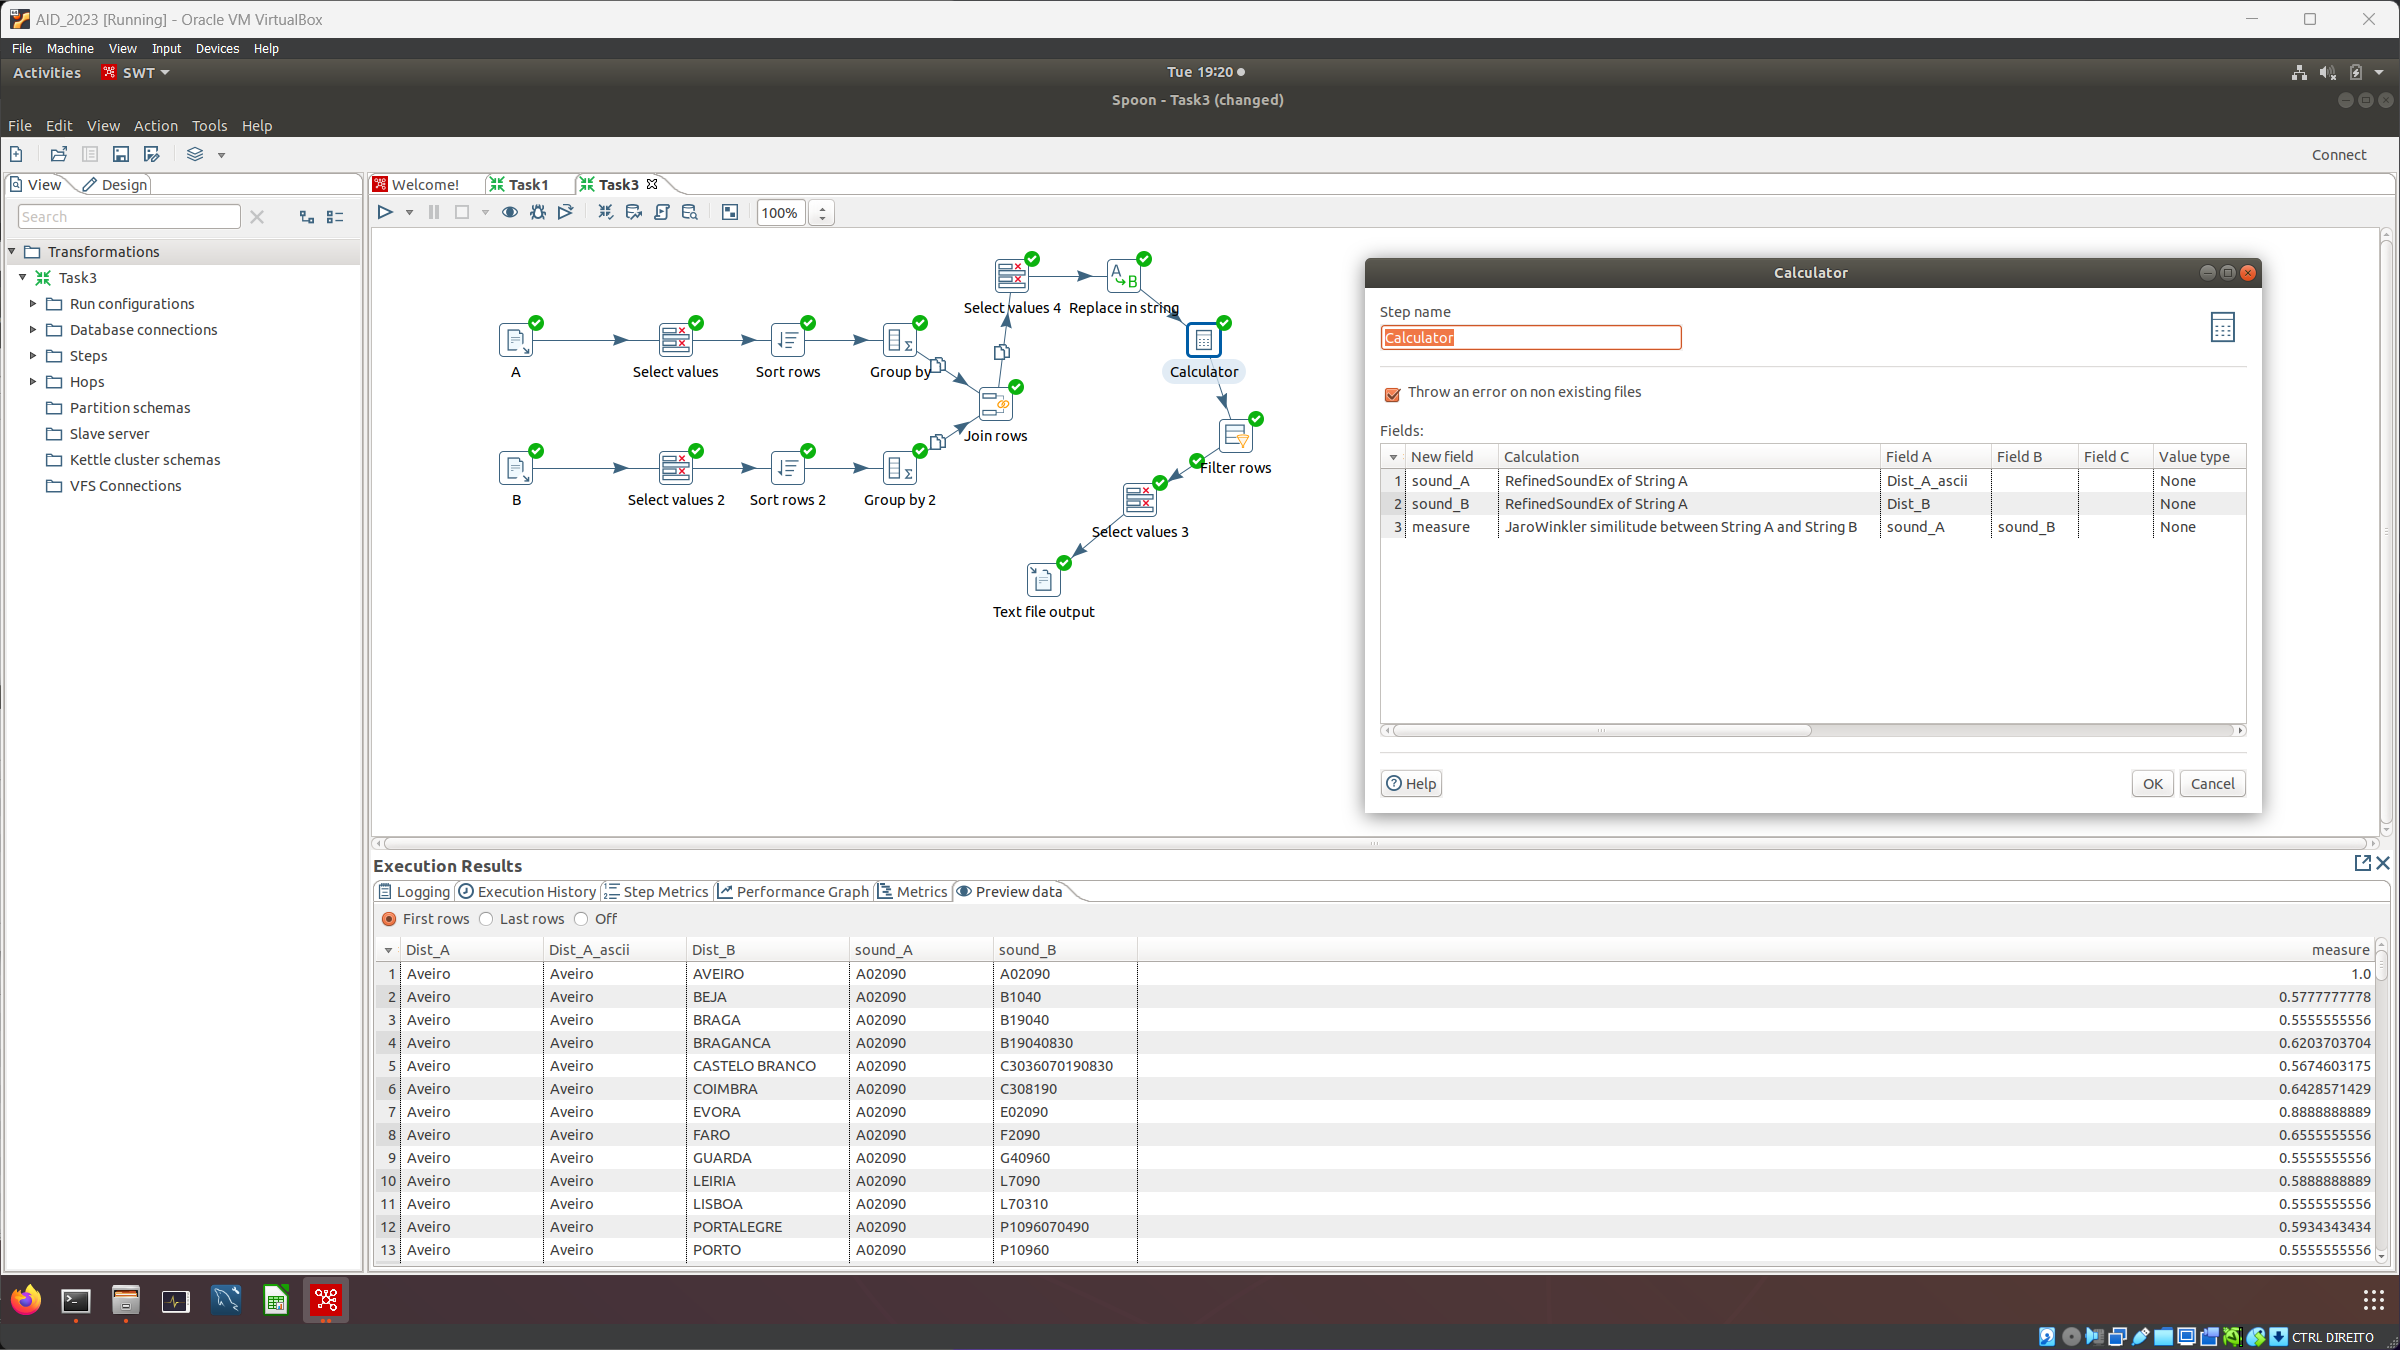 AID_2023 [Running] - Oracle VM VirtualBox
File Machine View Input Devices Help
Activities SWT Tue 19:20
Spoon - Task3 (changed)
File Edit View Action Tools Help
Connect
View Design
Search
Transformations
Task3
Run configurations
Database connections
Steps
Hops
Partition schemas
Slave server
Kettle cluster schemas
VFS Connections
Welcome! Task1 Task3
100%
Select values 4 Replace in string
A Select values Sort rows Group by Calculator
Join rows
Filter rows
B Select values 2 Sort rows 2 Group by 2
Select values 3
Text file output
Calculator
Step name
Calculator
Throw an error on non existing files
Fields:
New field Calculation Field A Field B Field C Value type
1 sound_A RefinedSoundEx of String A Dist_A_ascii None
2 sound_B RefinedSoundEx of String A Dist_B None
3 measure JaroWinkler similitude between String A and String B sound_A sound_B None
Help OK Cancel
Execution Results
Logging Execution History Step Metrics Performance Graph Metrics Preview data
First rows Last rows Off
Dist_A Dist_A_ascii Dist_B sound_A sound_B measure
1 Aveiro Aveiro AVEIRO A02090 A02090 1.0
2 Aveiro Aveiro BEJA A02090 B1040 0.5777777778
3 Aveiro Aveiro BRAGA A02090 B19040 0.5555555556
4 Aveiro Aveiro BRAGANCA A02090 B19040830 0.6203703704
5 Aveiro Aveiro CASTELO BRANCO A02090 C3036070190830 0.5674603175
6 Aveiro Aveiro COIMBRA A02090 C308190 0.6428571429
7 Aveiro Aveiro EVORA A02090 E02090 0.8888888889
8 Aveiro Aveiro FARO A02090 F2090 0.6555555556
9 Aveiro Aveiro GUARDA A02090 G40960 0.5555555556
10 Aveiro Aveiro LEIRIA A02090 L7090 0.5888888889
11 Aveiro Aveiro LISBOA A02090 L70310 0.5555555556
12 Aveiro Aveiro PORTALEGRE A02090 P1096070490 0.5934343434
13 Aveiro Aveiro PORTO A02090 P10960 0.5555555556
CTRL DIREITO